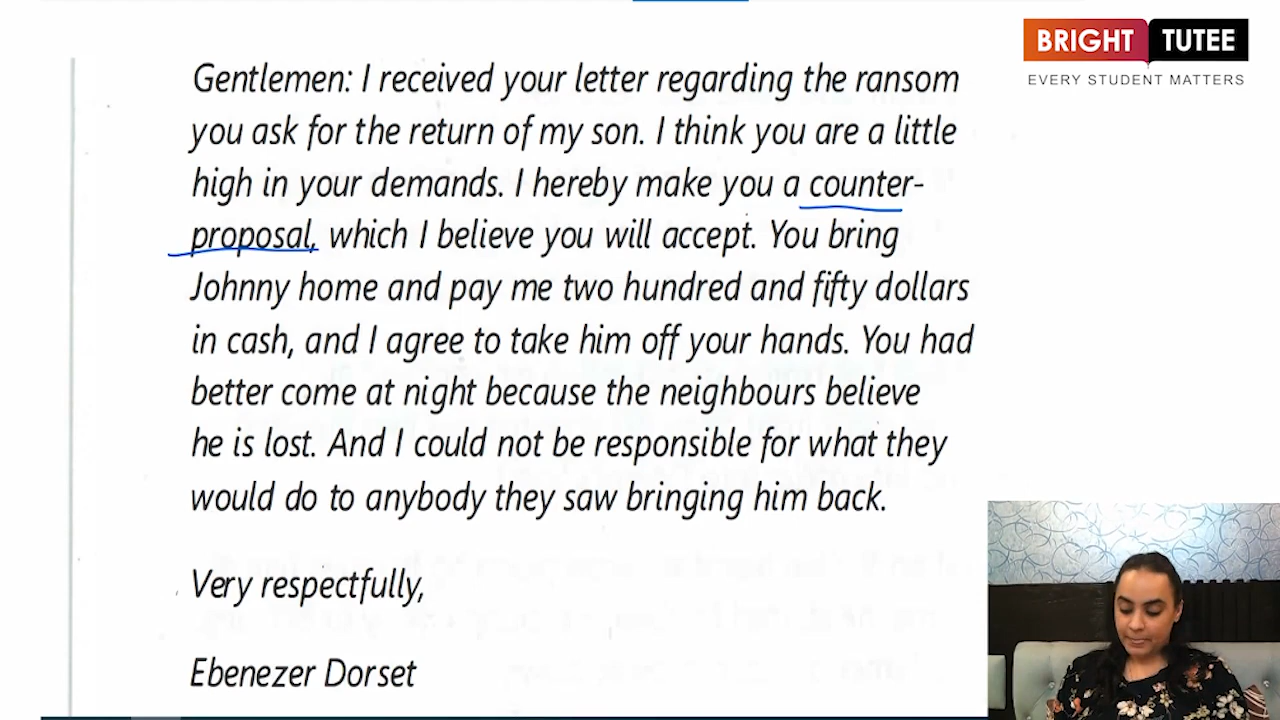 BRIGHT TUTEE
EVERY STUDENT MATTERS
Gentlemen: I received your letter regarding the ransom
you ask for the return of my son. I think you are a little
high in your demands. I hereby make you a counter-
proposal, which I believe you will accept. You bring
Johnny home and pay me two hundred and fifty dollars
in cash, and I agree to take him off your hands. You had
better come at night because the neighbours believe
he is lost. And I could not be responsible for what they
would do to anybody they saw bringing him back.
Very respectfully,
Ebenezer Dorset